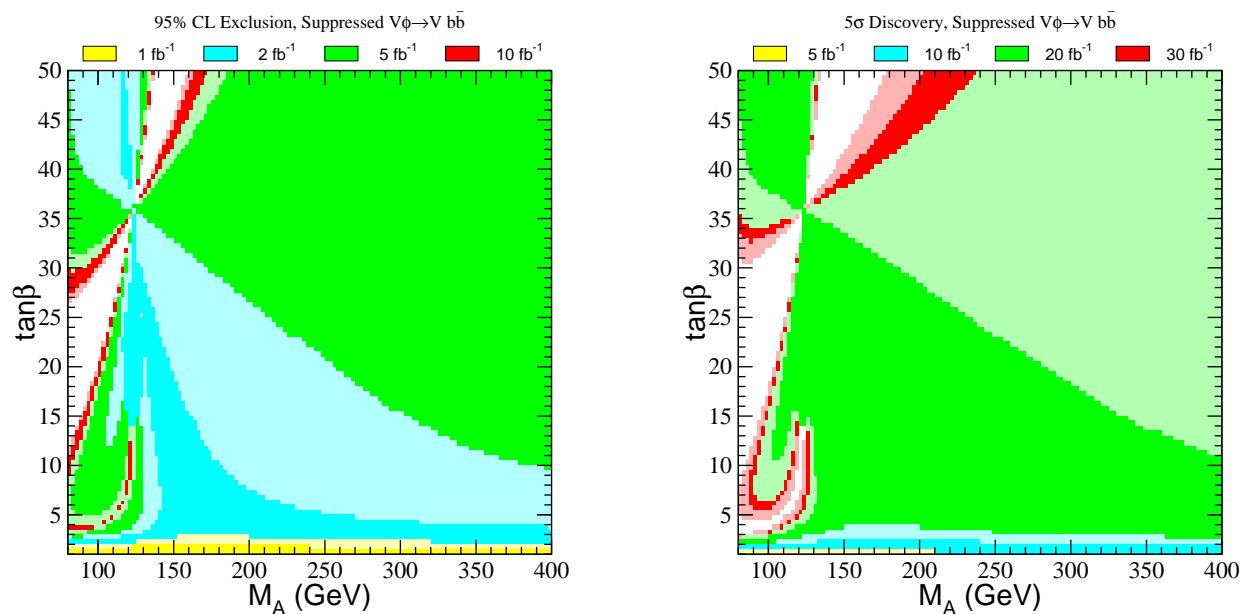 95% CL Exclusion, Suppressed Vϕ→V bb̄
1 fb⁻¹ 2 fb⁻¹ 5 fb⁻¹ 10 fb⁻¹
50
45
40
35
30
25
20
15
10
5
tanβ
100 150 200 250 300 350 400
M_A (GeV)
5σ Discovery, Suppressed Vϕ→V bb̄
5 fb⁻¹ 10 fb⁻¹ 20 fb⁻¹ 30 fb⁻¹
50
45
40
35
30
25
20
15
10
5
tanβ
100 150 200 250 300 350 400
M_A (GeV)